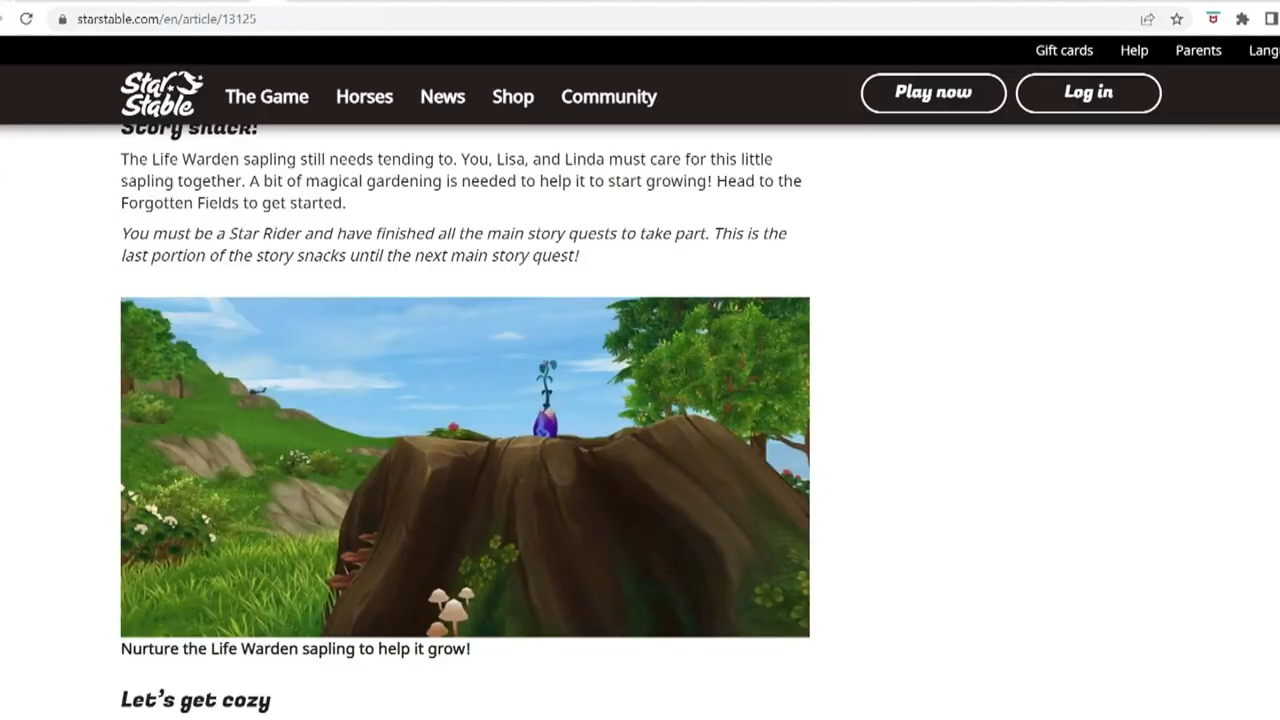 starstable.com/en/article/13125
Gift cards Help Parents Lang
Star Stable The Game Horses News Shop Community Play now Log in
Story snack!
The Life Warden sapling still needs tending to. You, Lisa, and Linda must care for this little
sapling together. A bit of magical gardening is needed to help it to start growing! Head to the
Forgotten Fields to get started.
You must be a Star Rider and have finished all the main story quests to take part. This is the
last portion of the story snacks until the next main story quest!
Nurture the Life Warden sapling to help it grow!
Let's get cozy